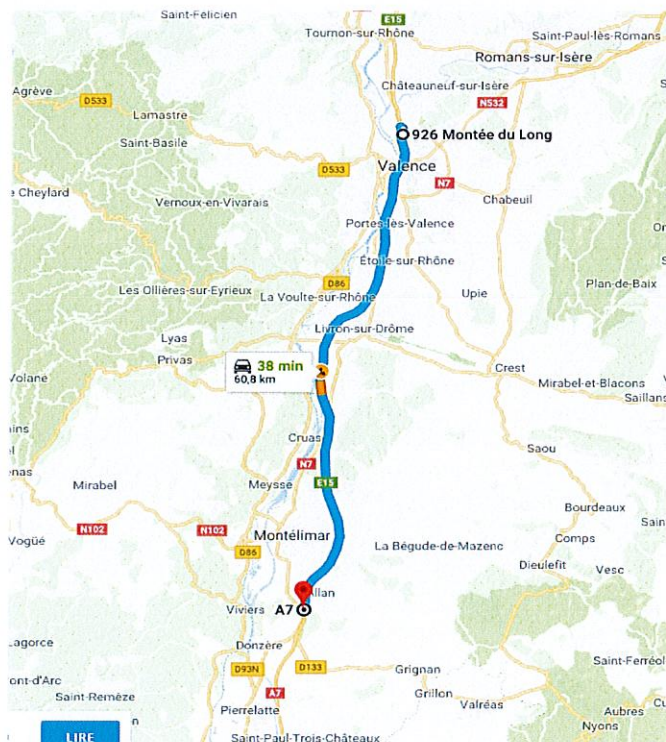 Saint-Félicien
E15
Tournon-sur-Rhône
Saint-Paul-lès-Romans
Romans-sur-Isère
Agrève
Châteauneuf-sur-Isère
D533
Lamastre
N532
Saint-Basile
926 Montée du Long
Valence
D533
N7
e Cheylard
Vernoux-en-Vivarais
Chabeuil
Portes-lès-Valence
Étoile-sur-Rhône
D86
Plan-de-Baix
Les Ollières-sur-Eyrieux
La Voulte-sur-Rhône
Upie
Livron-sur-Drôme
Lyas
Privas
38 min
60,8 km
Crest
Volane
Mirabel-et-Blacons
Saillans
Cruas
Saou
N7
enas
Mirabel
Meysse
E15
Bourdeaux
N102
N102
Vogüé
Montélimar
D86
La Bégude-de-Mazenc
Comps
Dieulefit
Vesc
Allan
Viviers
A7
Lagorce
Donzère
D93N
D133
Saint-Ferréol
Grignan
ont-d'Arc
Saint-Remèze
A7
Grillon
Valréas
Pierrelatte
Aubres
Cu
n
Nyons
LIRE
Saint-Paul-Trois-Châteaux